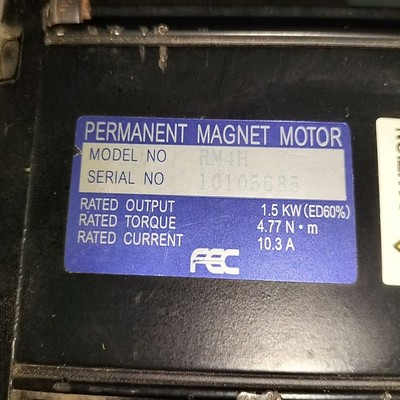 PERMANENT MAGNET MOTOR
MODEL NO RM4H
SERIAL NO 10105685
RATED OUTPUT 1.5 KW (ED60%)
RATED TORQUE 4.77 N・m
RATED CURRENT 10.3 A
FEC